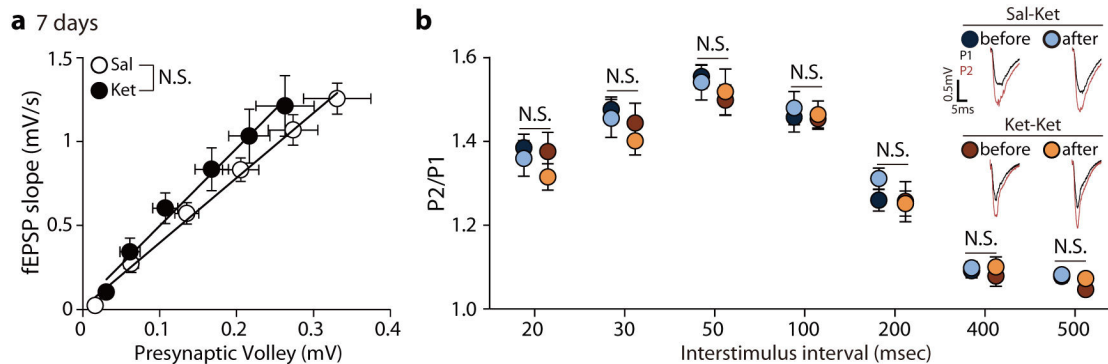 a 7 days
fEPSP slope (mV/s)
1.5
1
0.5
0
Sal
Ket
N.S.
0.1 0.2 0.3 0.4
Presynaptic Volley (mV)
b
P2/P1
1.6
1.4
1.2
1.0
N.S.
N.S.
N.S.
N.S.
N.S.
N.S.
N.S.
20 30 50 100 200 400 500
Interstimulus interval (msec)
Sal-Ket
before after
P1
P2
0.5mV
5ms
Ket-Ket
before after